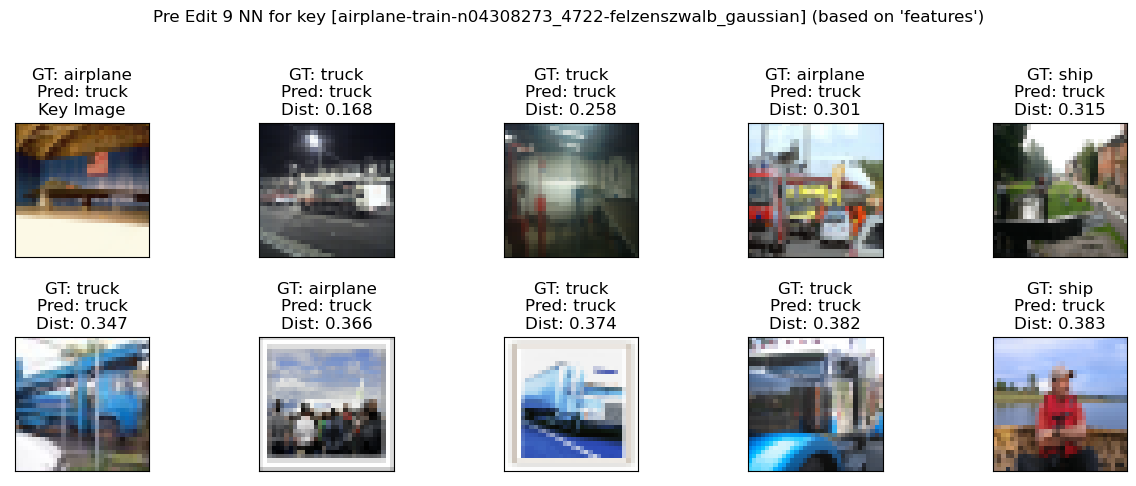 Pre Edit 9 NN for key [airplane-train-n04308273_4722-felzenszwalb_gaussian] (based on 'features')
GT: airplane
Pred: truck
Key Image
GT: truck
Pred: truck
Dist: 0.168
GT: truck
Pred: truck
Dist: 0.258
GT: airplane
Pred: truck
Dist: 0.301
GT: ship
Pred: truck
Dist: 0.315
GT: truck
Pred: truck
Dist: 0.347
GT: airplane
Pred: truck
Dist: 0.366
GT: truck
Pred: truck
Dist: 0.374
GT: truck
Pred: truck
Dist: 0.382
GT: ship
Pred: truck
Dist: 0.383